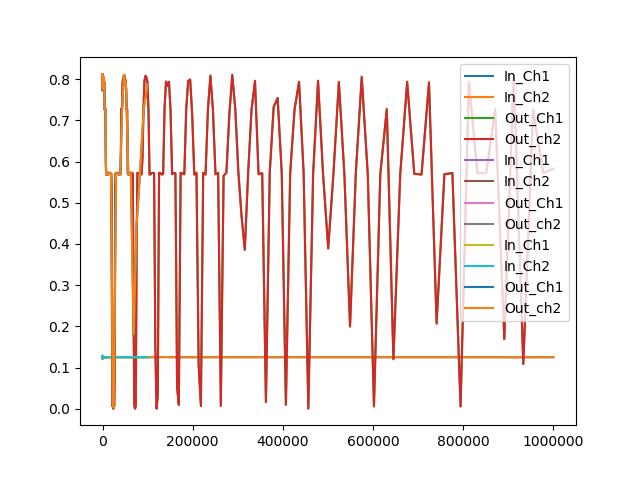 0.8
0.7
0.6
0.5
0.4
0.3
0.2
0.1
0.0
0 200000 400000 600000 800000 1000000
In_Ch1
In_Ch2
Out_Ch1
Out_ch2
In_Ch1
In_Ch2
Out_Ch1
Out_ch2
In_Ch1
In_Ch2
Out_Ch1
Out_ch2